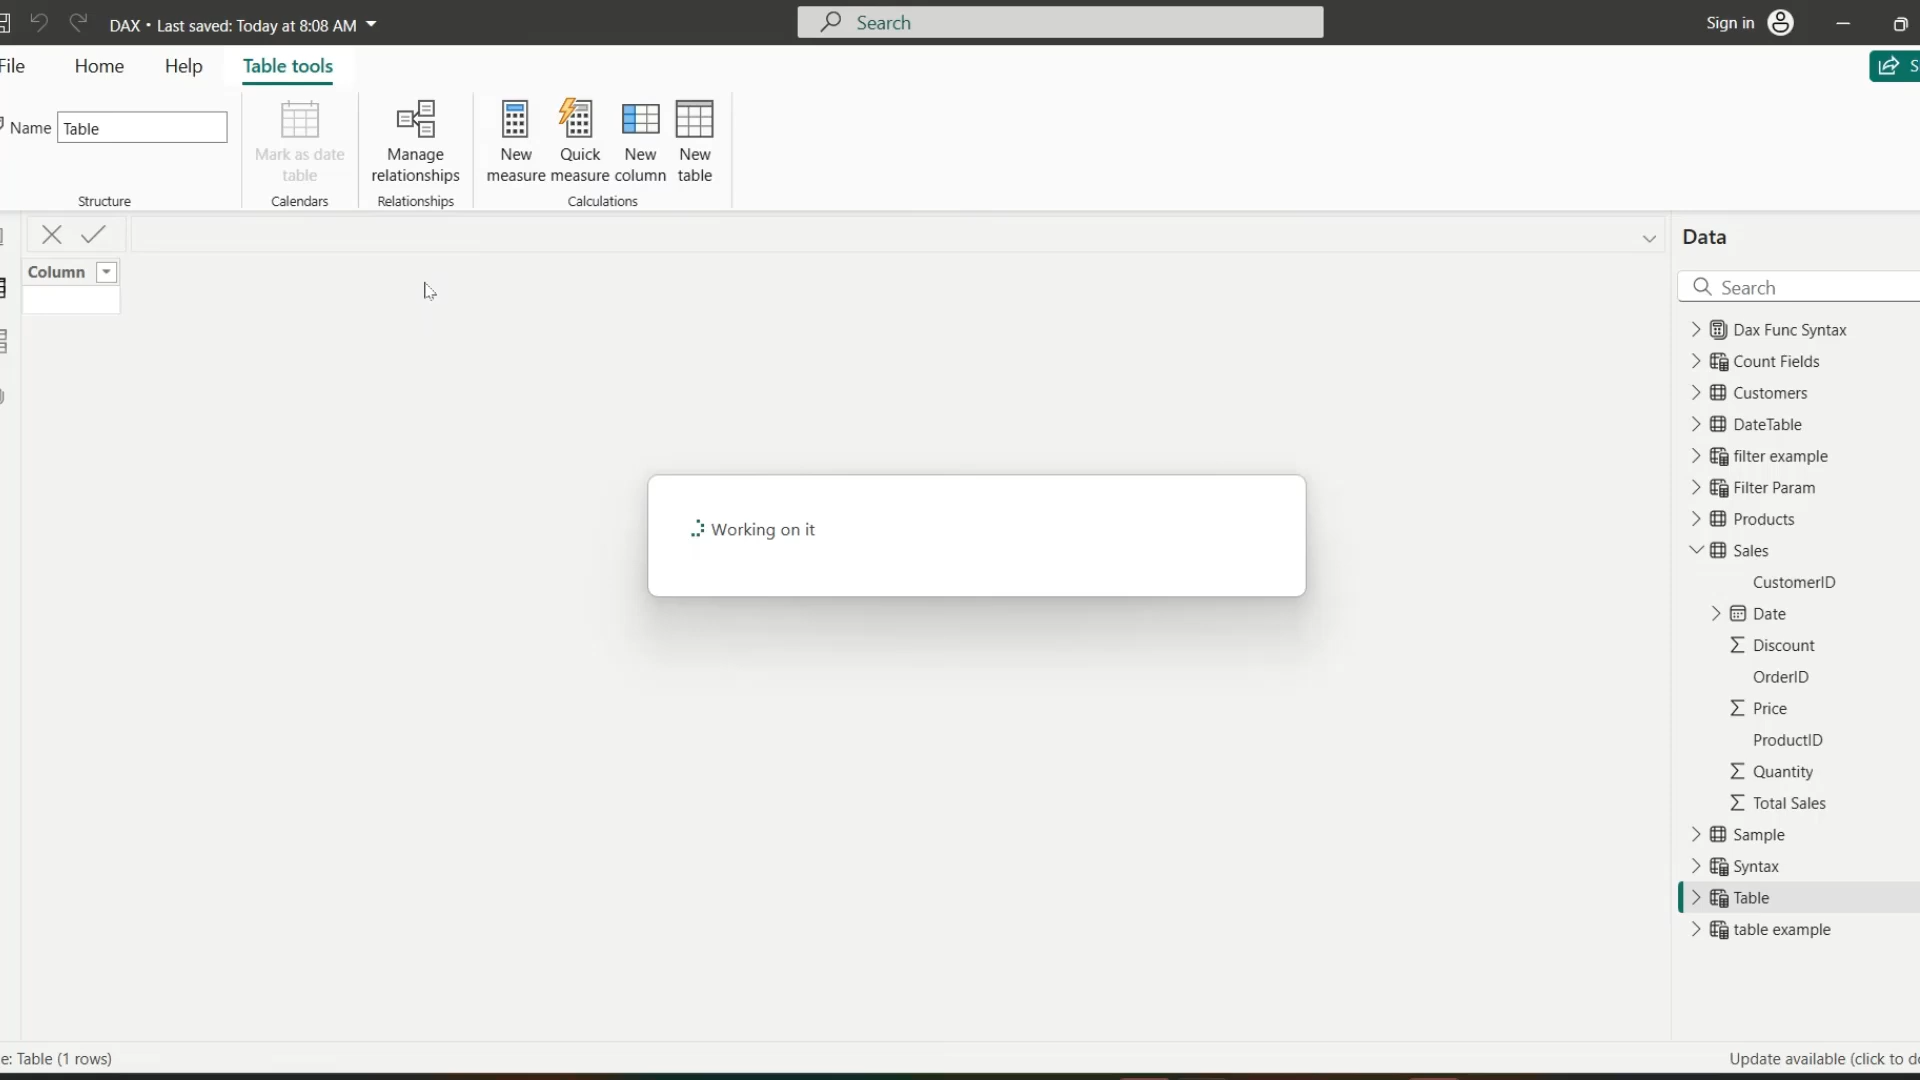 DAX • Last saved: Today at 8:08 AM
Search
Sign in
File
Home
Help
Table tools
Name
Table
Mark as date
table
Manage
relationships
New
measure
Quick
measure
New
column
New
table
Structure
Calendars
Relationships
Calculations
Column
Working on it
Data
Search
Dax Func Syntax
Count Fields
Customers
DateTable
filter example
Filter Param
Products
Sales
CustomerID
Date
Discount
OrderID
Price
ProductID
Quantity
Total Sales
Sample
Syntax
Table
table example
e: Table (1 rows)
Update available (click to do